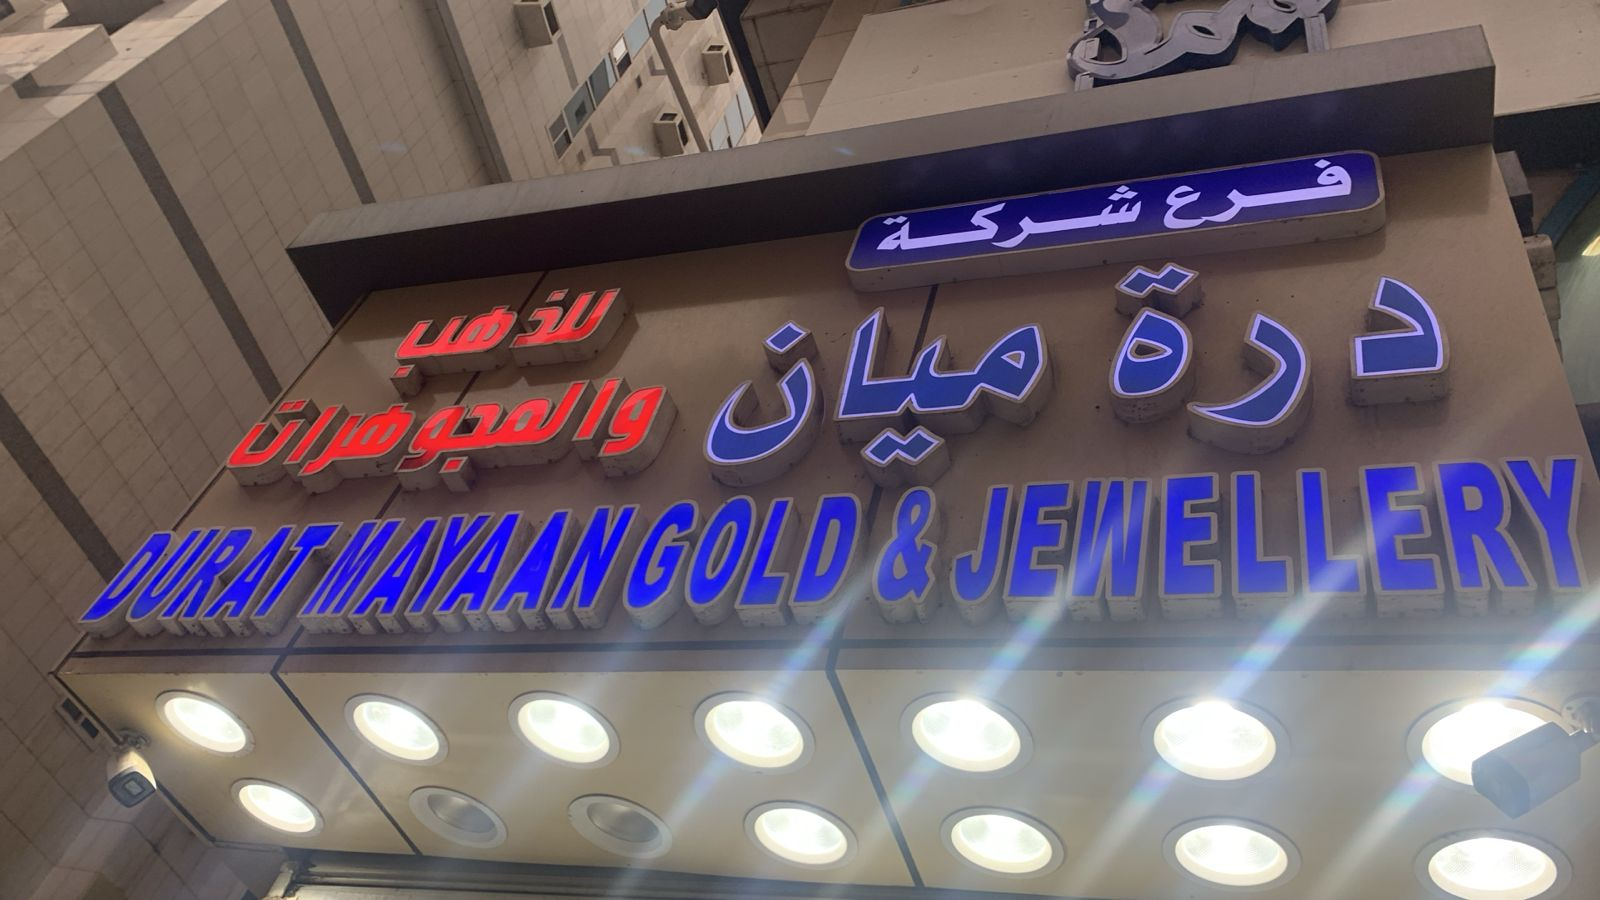 فرع شركة
درة ميان
للذهب
والمجوهرات
DURAT MAYAAN GOLD & JEWELLERY